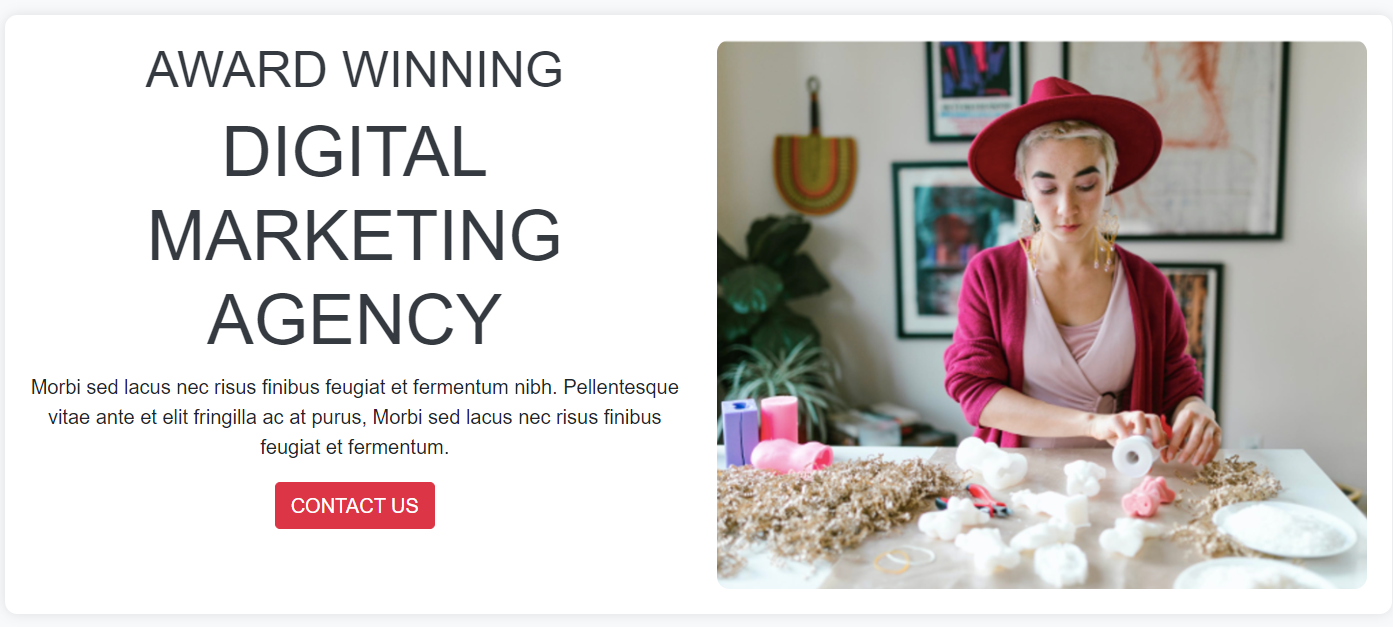 AWARD WINNING
DIGITAL
MARKETING
AGENCY
Morbi sed lacus nec risus finibus feugiat et fermentum nibh. Pellentesque
vitae ante et elit fringilla ac at purus, Morbi sed lacus nec risus finibus
feugiat et fermentum.
CONTACT US